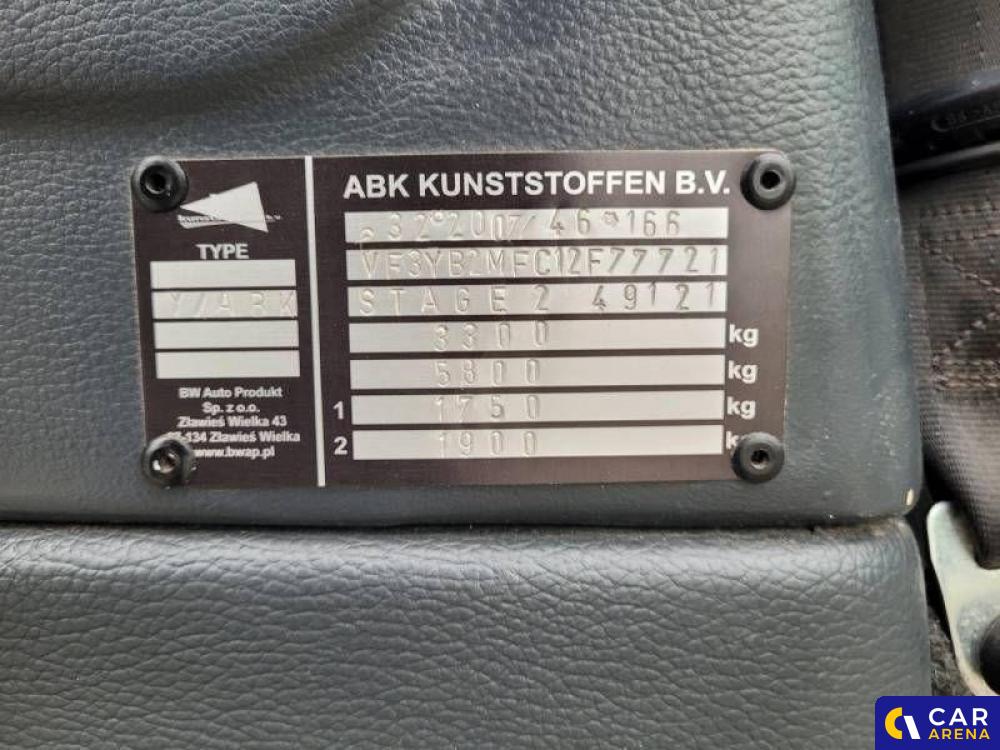 TYPE
Y/ABK
BW Auto Produkt
Sp. z o.o.
Zławieś Wielka 43
-134 Zławieś Wielka
www.bwap.pl
ABK KUNSTSTOFFEN B.V.
e32*2007/46*166
VF3YB2MFC12F77721
STAGE 2 49121
3300 kg
5800 kg
1 1750 kg
2 1900
CAR
ARENA